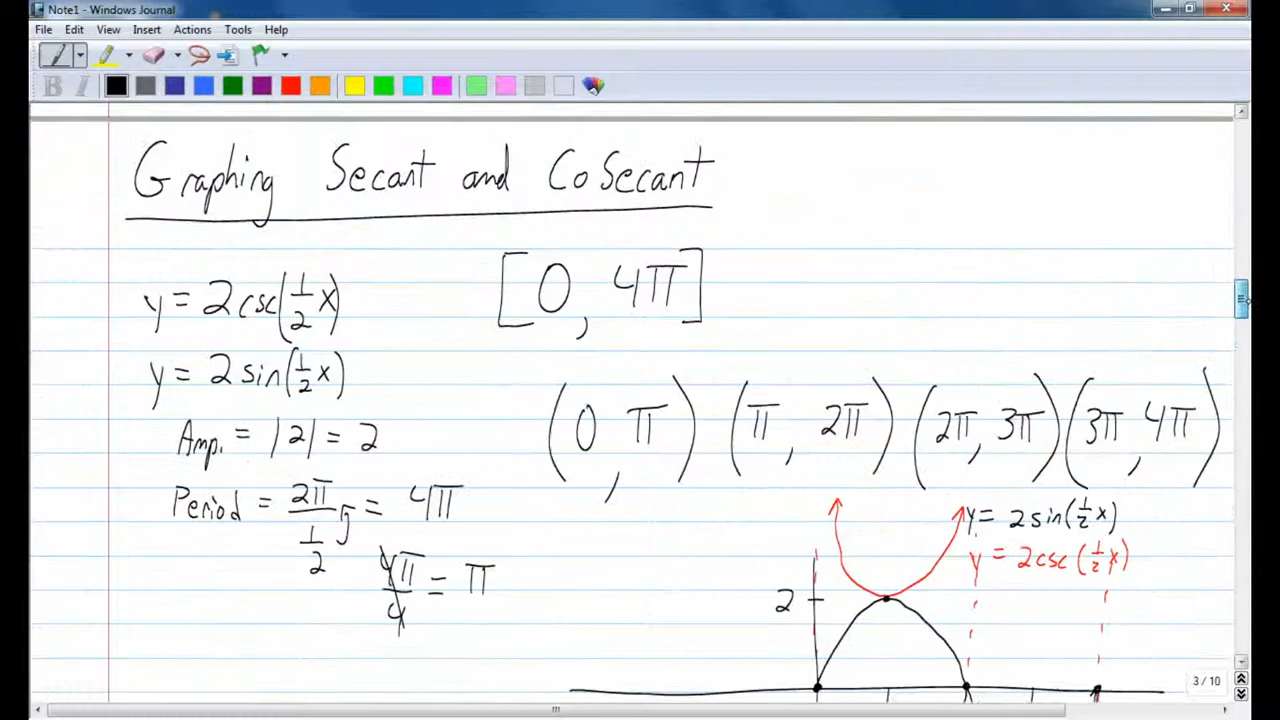 Note1 - Windows Journal
File Edit View Insert Actions Tools Help
B I
Graphing Secant and CoSecant
y = 2csc(1/2 x)
[0, 4π]
y = 2sin(1/2 x)
Amp. = |2| = 2
(0, π) (π, 2π) (2π, 3π) (3π, 4π)
Period = 2π/(1/2) = 4π
4π/4 = π
y = 2sin(1/2 x)
y = 2csc(1/2 x)
2
3 / 10